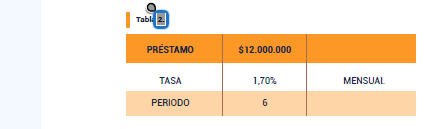 Tabla 2.
PRÉSTAMO $12.000.000
TASA 1,70% MENSUAL
PERIODO 6